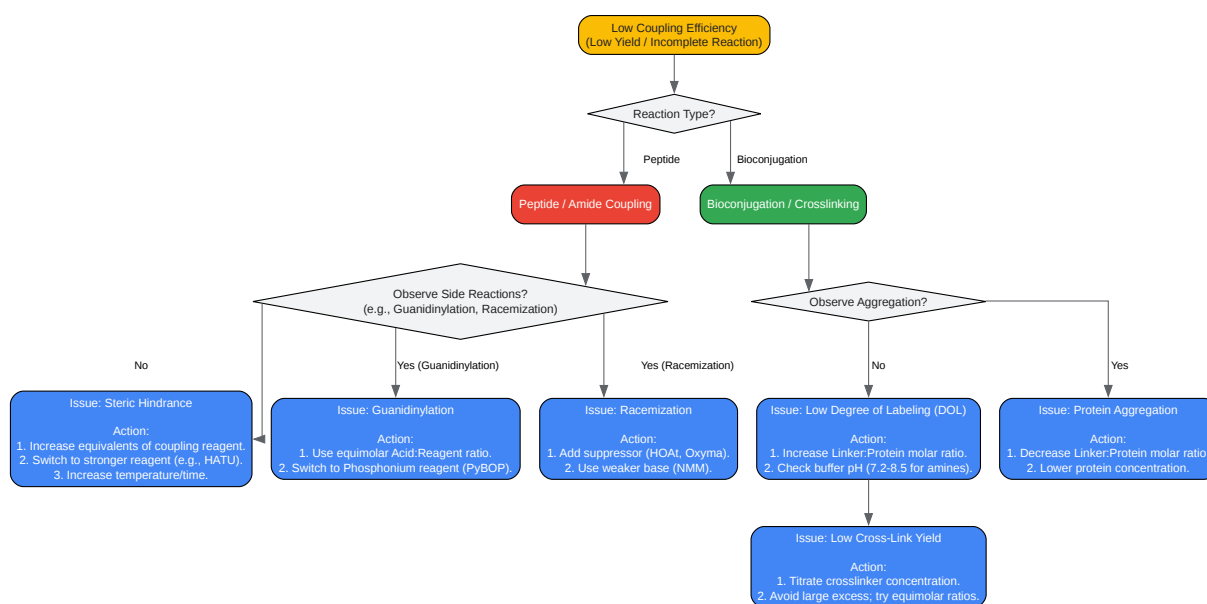 Low Coupling Efficiency
(Low Yield / Incomplete Reaction)
Reaction Type?
Peptide
Bioconjugation
Peptide / Amide Coupling
Bioconjugation / Crosslinking
Observe Side Reactions?
(e.g., Guanidinylation, Racemization)
Observe Aggregation?
No
Yes (Guanidinylation)
Yes (Racemization)
No
Yes
Issue: Steric Hindrance
Action:
1. Increase equivalents of coupling reagent.
2. Switch to stronger reagent (e.g., HATU).
3. Increase temperature/time.
Issue: Guanidinylation
Action:
1. Use equimolar Acid:Reagent ratio.
2. Switch to Phosphonium reagent (PyBOP).
Issue: Racemization
Action:
1. Add suppressor (HOAt, Oxyma).
2. Use weaker base (NMM).
Issue: Low Degree of Labeling (DOL)
Action:
1. Increase Linker:Protein molar ratio.
2. Check buffer pH (7.2-8.5 for amines).
Issue: Protein Aggregation
Action:
1. Decrease Linker:Protein molar ratio.
2. Lower protein concentration.
Issue: Low Cross-Link Yield
Action:
1. Titrate crosslinker concentration.
2. Avoid large excess; try equimolar ratios.